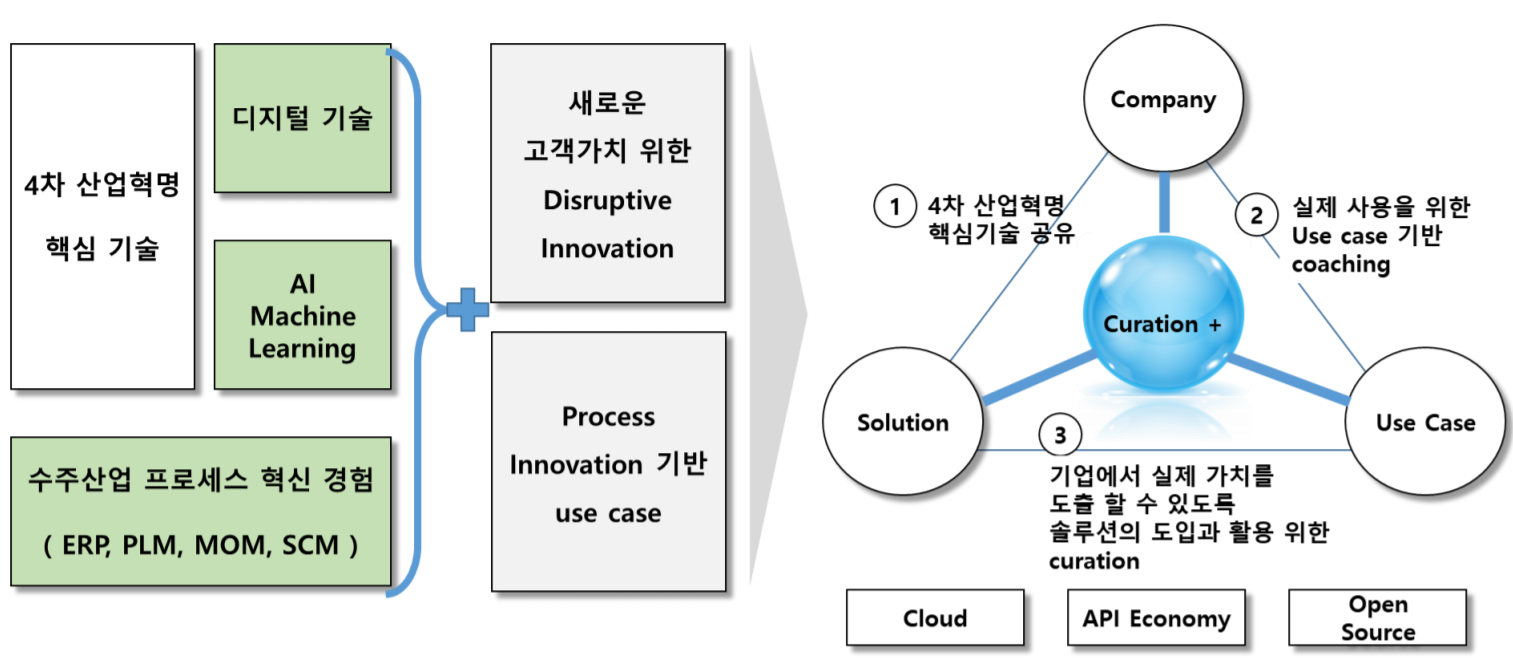 4차 산업혁명
핵심 기술
디지털 기술
AI
Machine
Learning
수주산업 프로세스 혁신 경험
( ERP, PLM, MOM, SCM )
새로운
고객가치 위한
Disruptive
Innovation
Process
Innovation 기반
use case
Company
1
4차 산업혁명
핵심기술 공유
2
실제 사용을 위한
Use case 기반
coaching
Curation +
Solution
Use Case
3
기업에서 실제 가치를
도출 할 수 있도록
솔루션의 도입과 활용 위한
curation
Cloud
API Economy
Open
Source